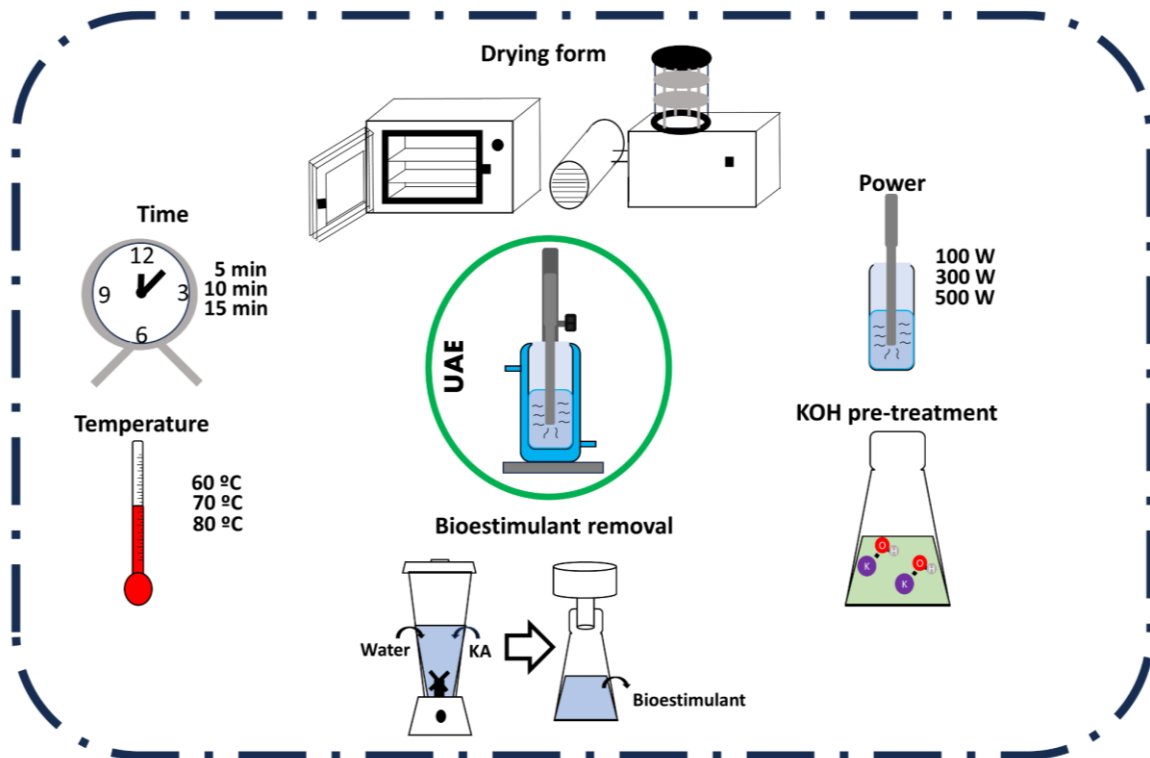 Drying form
Time
12
9
3
6
5 min
10 min
15 min
Power
100 W
300 W
500 W
UAE
Temperature
60 ºC
70 ºC
80 ºC
KOH pre-treatment
O
H
K
O
H
K
Bioestimulant removal
Water
KA
Bioestimulant